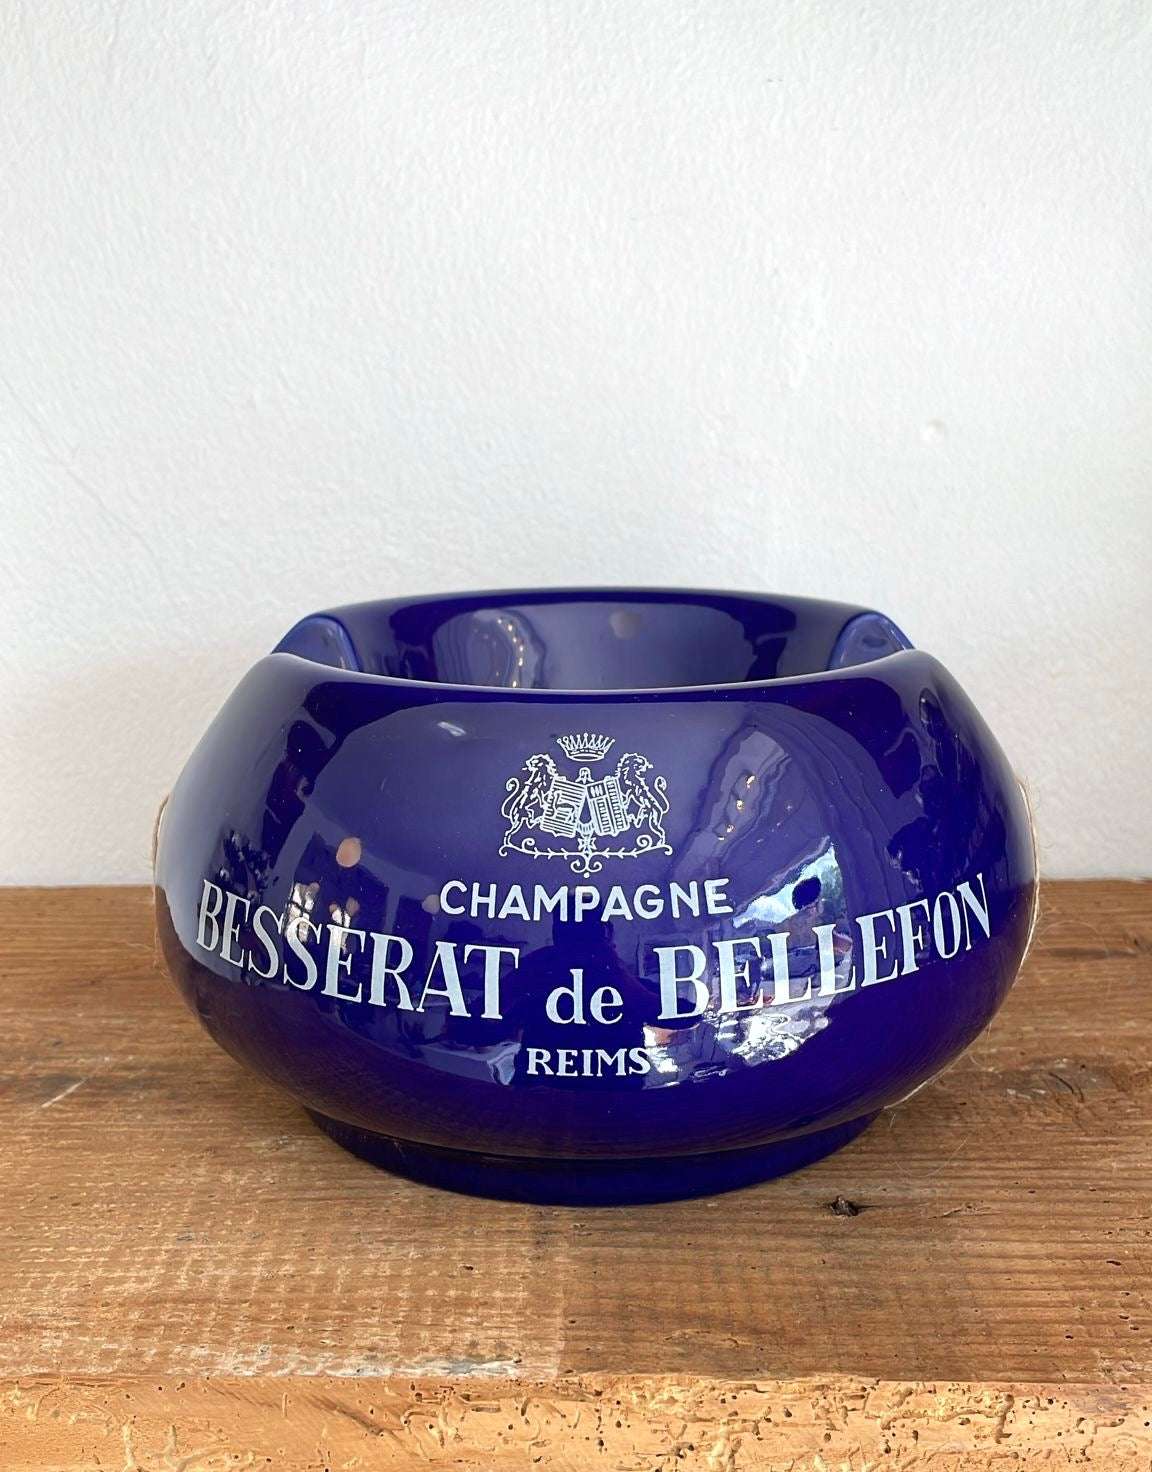 CHAMPAGNE
BESSERAT de BELLEFON
REIMS